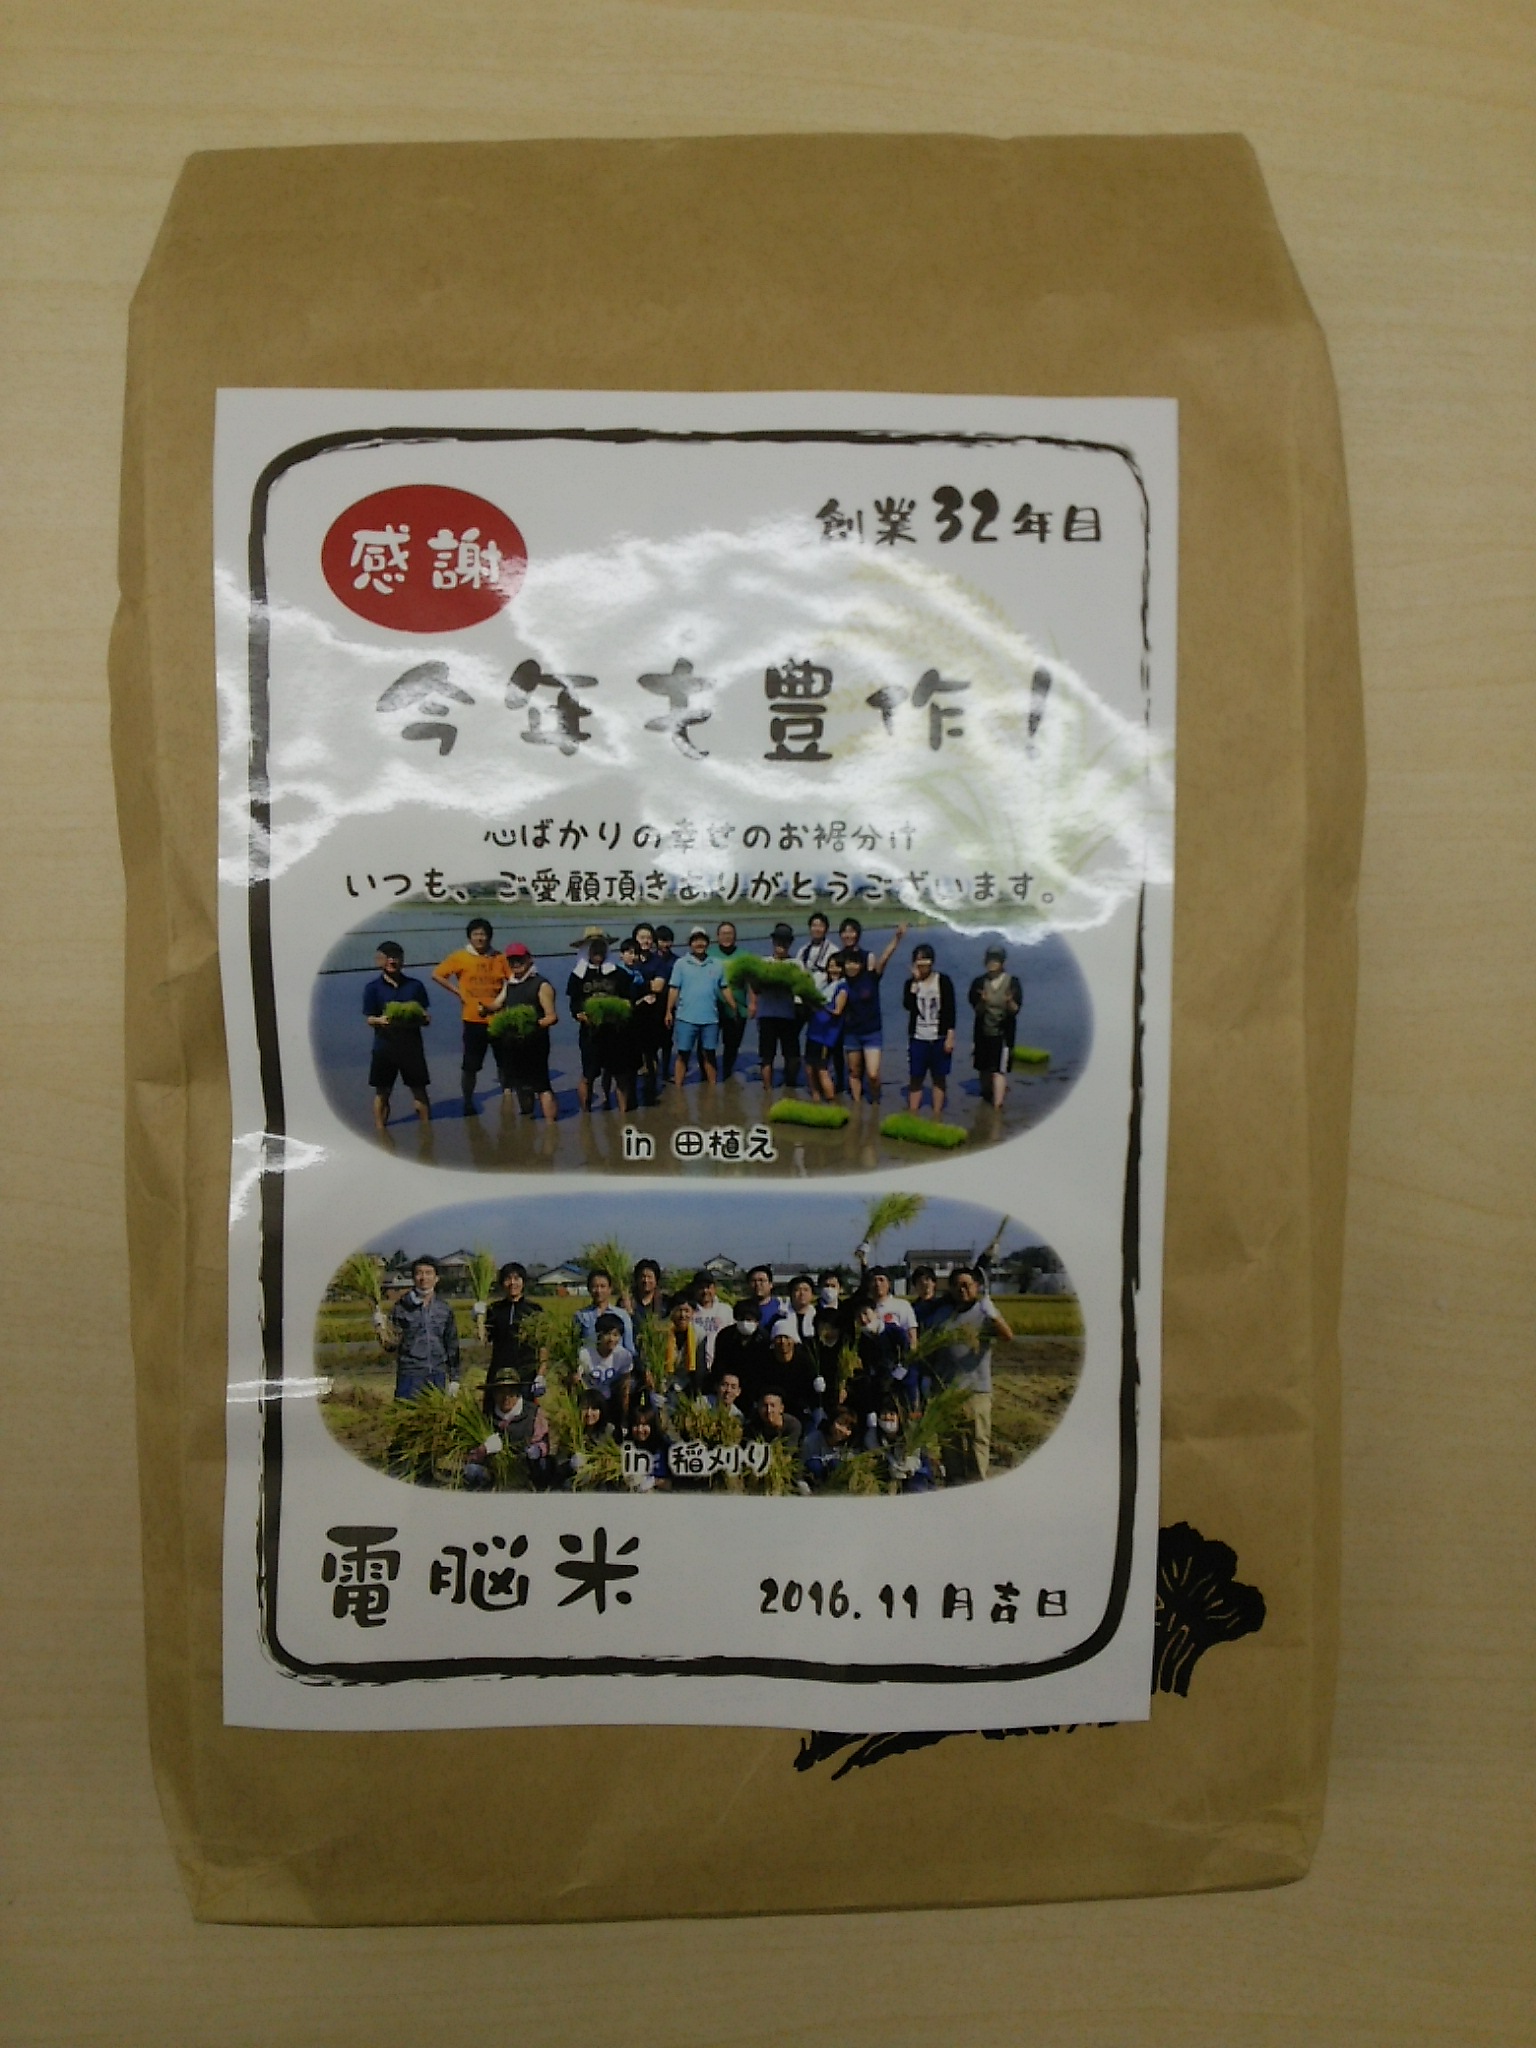 感謝
創業32年目
今年も豊作!
心ばかりの幸せのお裾分け
いつも、ご愛顧頂きありがとうございます。
in 田植え
in 稲刈り
電脳米
2016.11月吉日